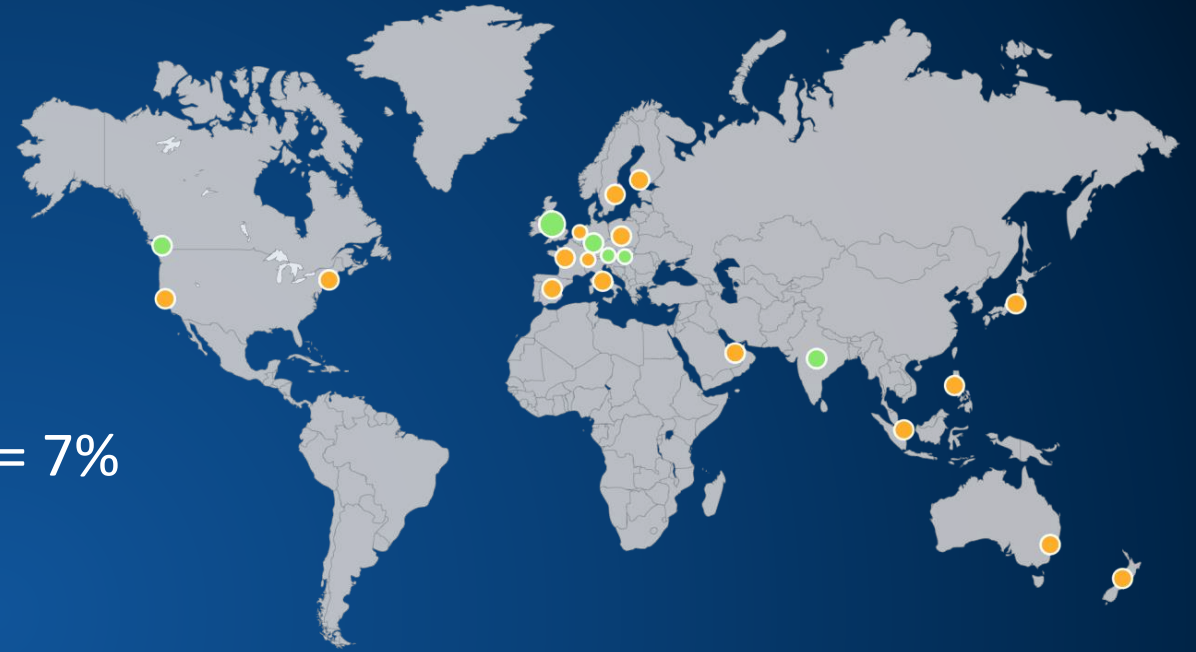 = 7%